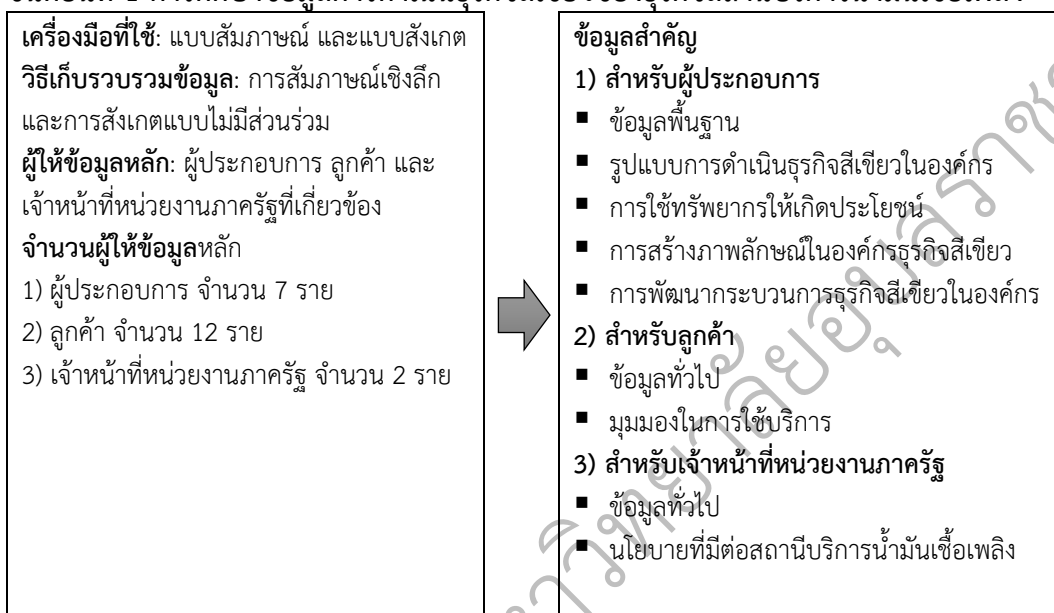 เครื่องมือที่ใช้: แบบสัมภาษณ์ และแบบสังเกต
วิธีเก็บรวบรวมข้อมูล: การสัมภาษณ์เชิงลึก
และการสังเกตแบบไม่มีส่วนร่วม
ผู้ให้ข้อมูลหลัก: ผู้ประกอบการ ลูกค้า และ
เจ้าหน้าที่หน่วยงานภาครัฐที่เกี่ยวข้อง
จำนวนผู้ให้ข้อมูลหลัก
1) ผู้ประกอบการ จำนวน 7 ราย
2) ลูกค้า จำนวน 12 ราย
3) เจ้าหน้าที่หน่วยงานภาครัฐ จำนวน 2 ราย
ข้อมูลสำคัญ
1) สำหรับผู้ประกอบการ
▪ ข้อมูลพื้นฐาน
▪ รูปแบบการดำเนินธุรกิจสีเขียวในองค์กร
▪ การใช้ทรัพยากรให้เกิดประโยชน์
▪ การสร้างภาพลักษณ์ในองค์กรธุรกิจสีเขียว
▪ การพัฒนากระบวนการธุรกิจสีเขียวในองค์กร
2) สำหรับลูกค้า
▪ ข้อมูลทั่วไป
▪ มุมมองในการใช้บริการ
3) สำหรับเจ้าหน้าที่หน่วยงานภาครัฐ
▪ ข้อมูลทั่วไป
▪ นโยบายที่มีต่อสถานีบริการน้ำมันเชื้อเพลิง